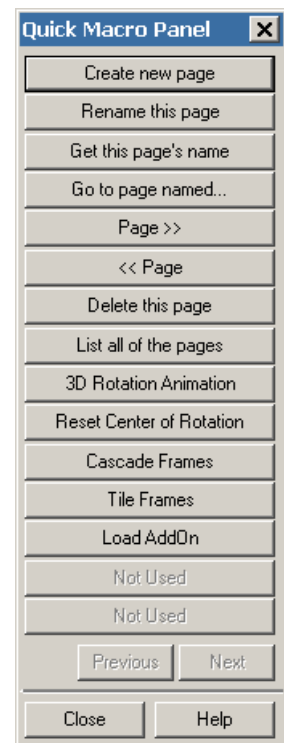 Quick Macro Panel
Create new page
Rename this page
Get this page's name
Go to page named...
Page >>
<< Page
Delete this page
List all of the pages
3D Rotation Animation
Reset Center of Rotation
Cascade Frames
Tile Frames
Load AddOn
Not Used
Not Used
Previous Next
Close Help